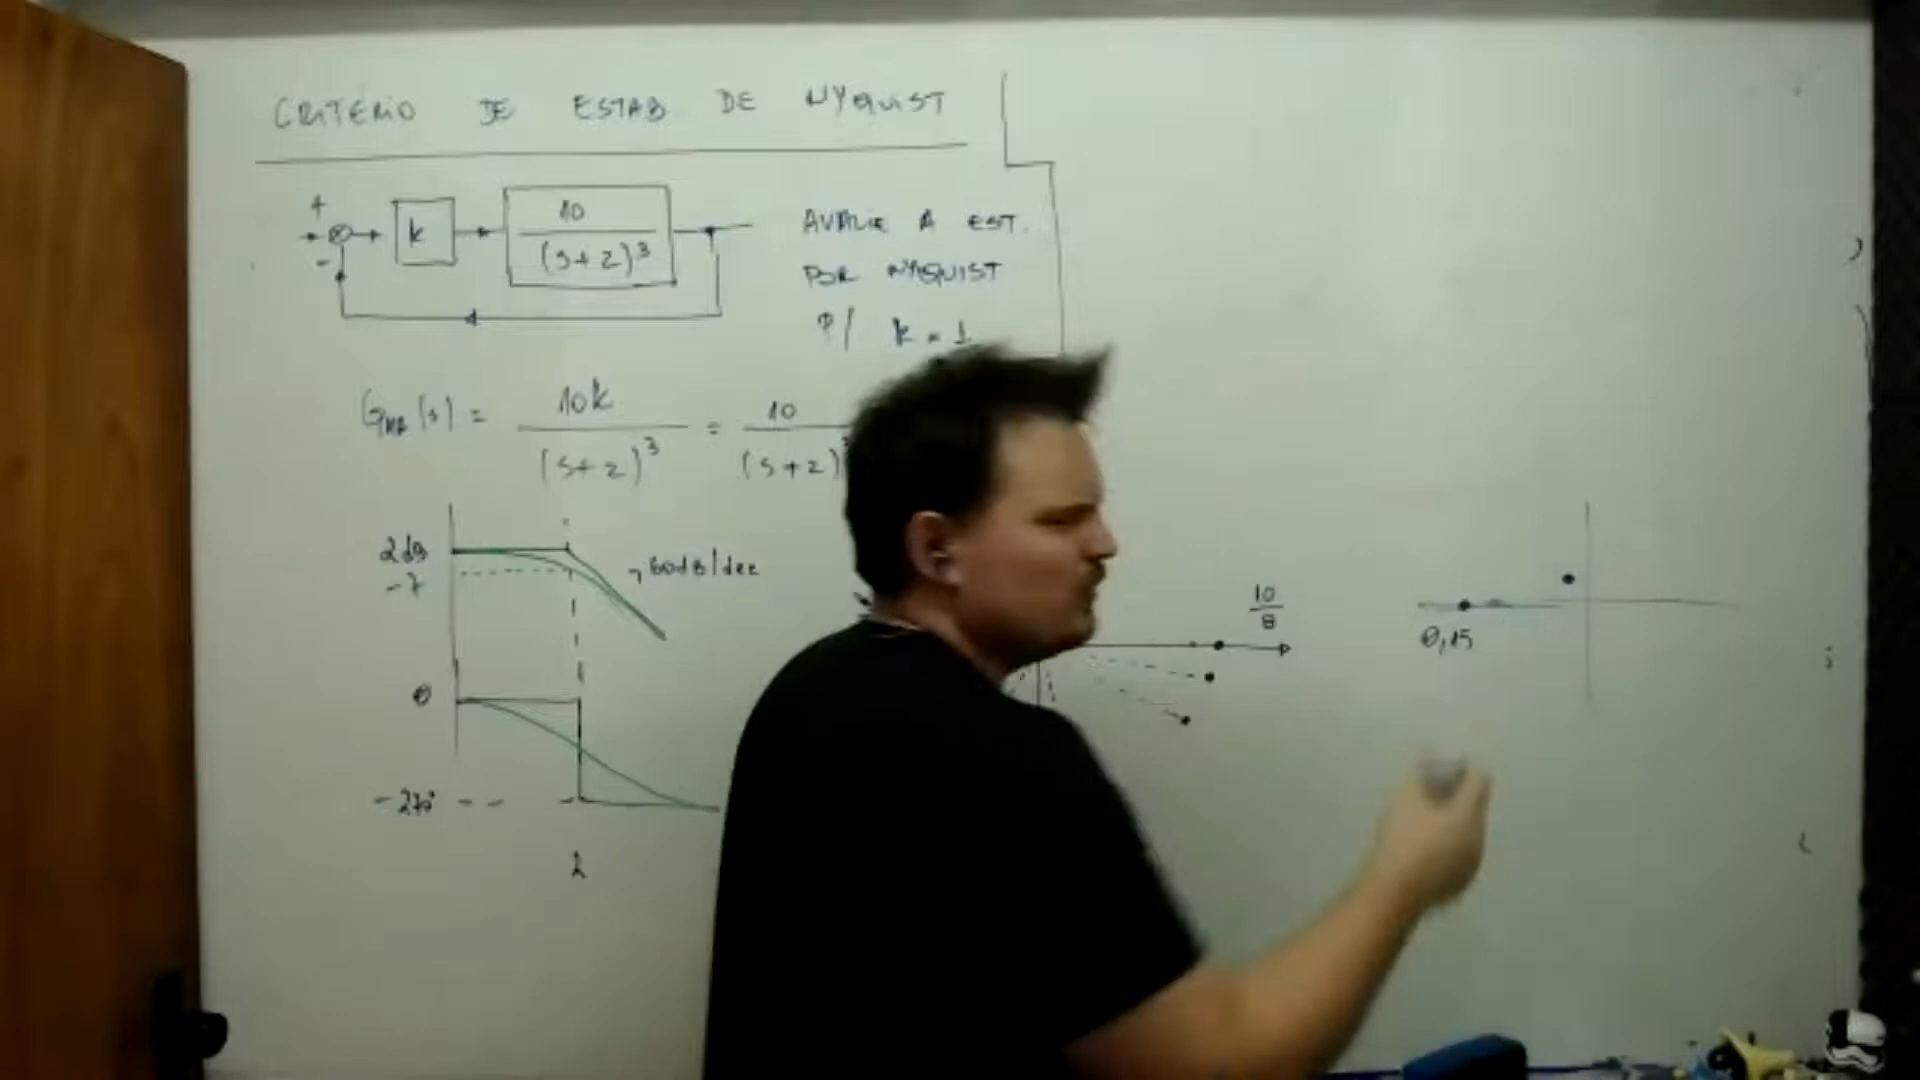 CRITÉRIO DE ESTAB DE NYQUIST
+
-
k
10
(s+2)^3
AVALIE A EST.
POR NYQUIST
P/ k = 1
G_MA(s) = 10k / (s+2)^3 = 10 / (s+2)
2dB
-7
60dB/dec
0
-270°
2
10
8
0,15